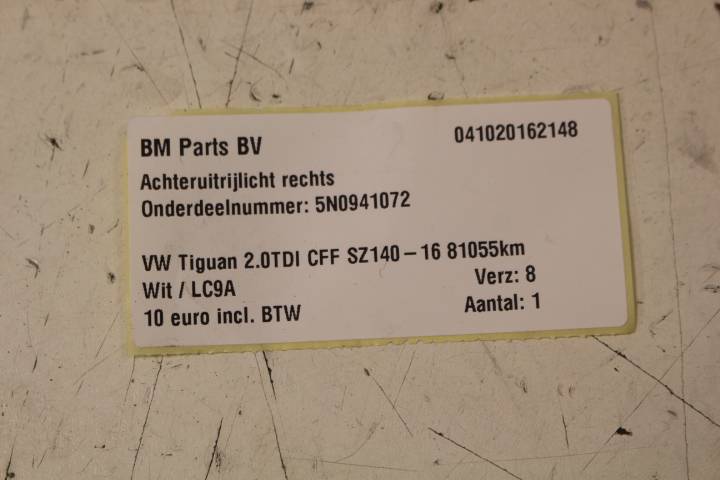 BM Parts BV 041020162148
Achteruitrijlicht rechts
Onderdeelnummer: 5N0941072
VW Tiguan 2.0TDI CFF SZ140-16 81055km
Wit / LC9A Verz: 8
10 euro incl. BTW Aantal: 1